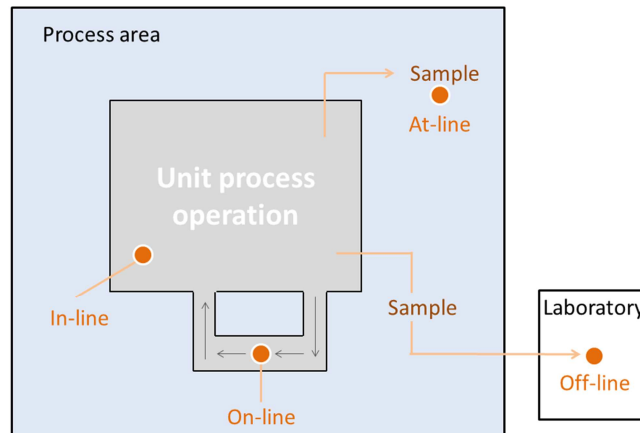 Process area
Sample
At-line
Unit process
operation
In-line
Sample
Laboratory
Off-line
On-line